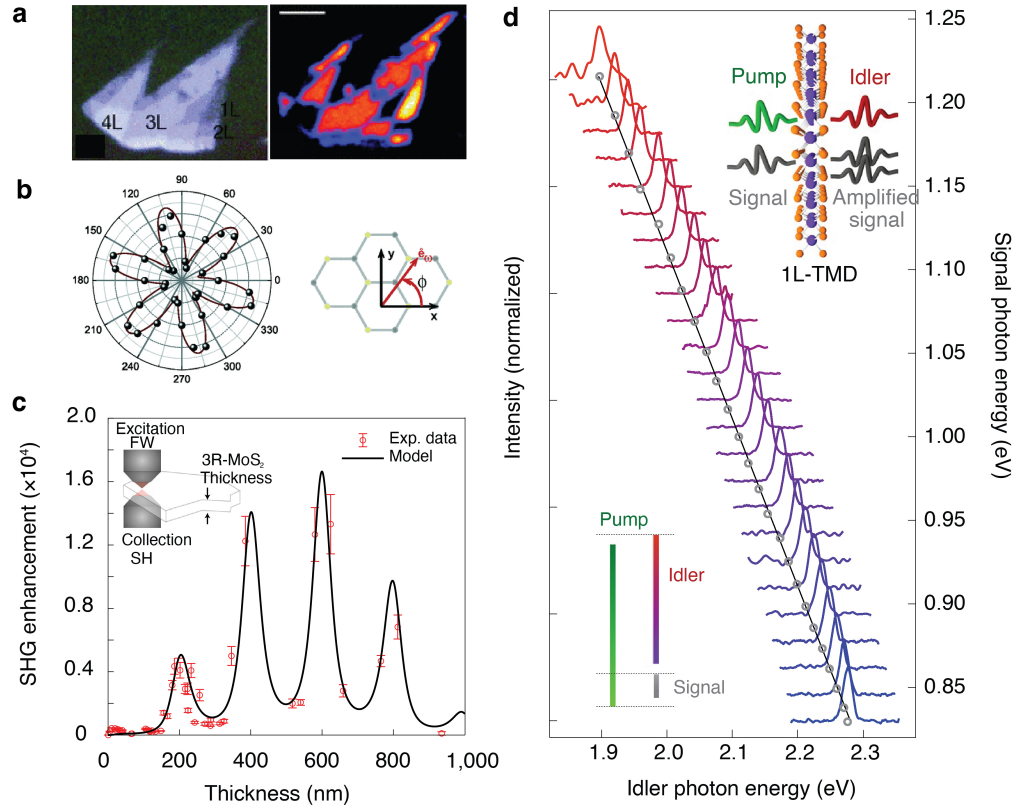 a
4L
3L
1L
2L
b
90
60
30
0
330
300
270
240
210
180
150
120
y
x
ê_ω
ϕ
c
SHG enhancement (×10⁴)
2.0
1.6
1.2
0.8
0.4
0
Excitation
FW
3R-MoS₂
Thickness
Collection
SH
Exp. data
Model
0
200
400
600
800
1,000
Thickness (nm)
d
Intensity (normalized)
Pump
Idler
Signal
Amplified
signal
1L-TMD
Pump
Idler
Signal
1.25
1.20
1.15
1.10
1.05
1.00
0.95
0.90
0.85
Signal photon energy (eV)
1.9
2.0
2.1
2.2
2.3
Idler photon energy (eV)